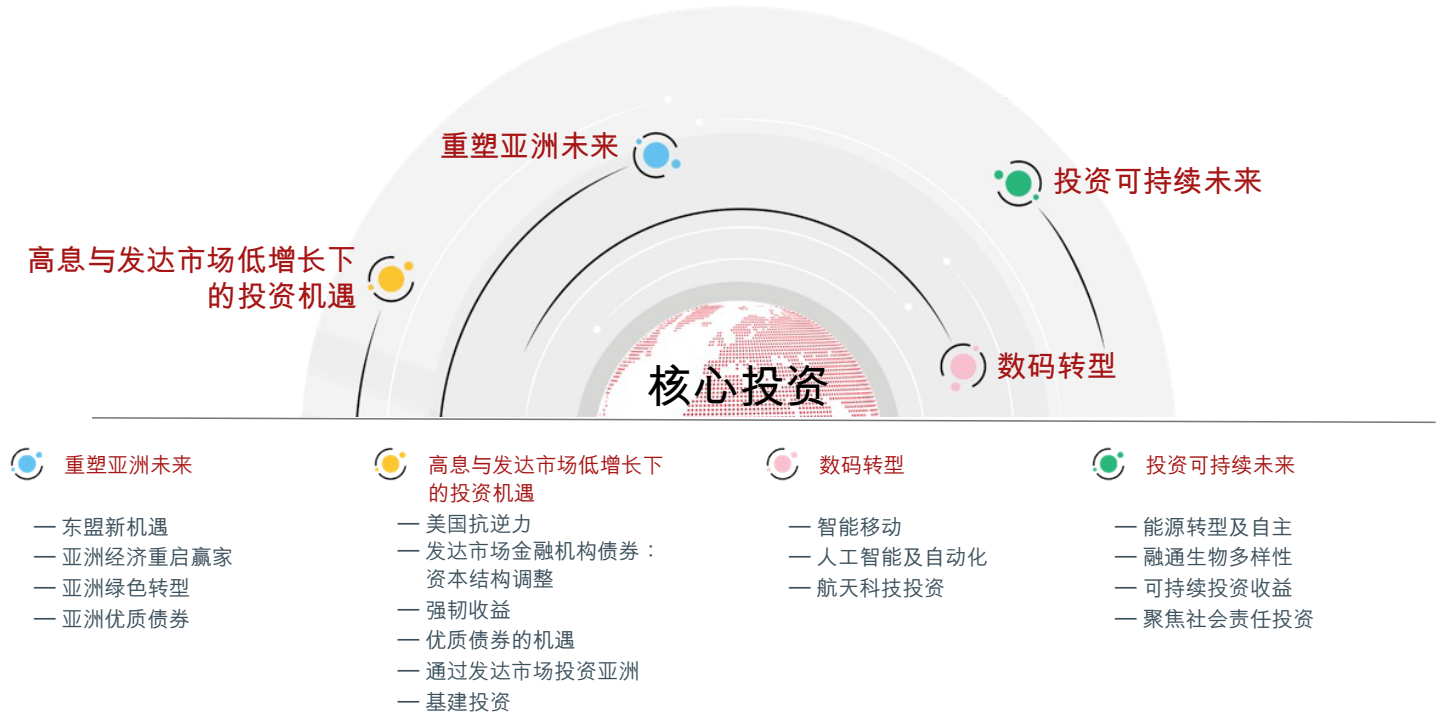 重塑亚洲未来
投资可持续未来
高息与发达市场低增长下
的投资机遇
数码转型
核心投资
重塑亚洲未来
— 东盟新机遇
— 亚洲经济重启赢家
— 亚洲绿色转型
— 亚洲优质债券
高息与发达市场低增长下
的投资机遇
— 美国抗逆力
— 发达市场金融机构债券：
资本结构调整
— 强韧收益
— 优质债券的机遇
— 通过发达市场投资亚洲
— 基建投资
数码转型
— 智能移动
— 人工智能及自动化
— 航天科技投资
投资可持续未来
— 能源转型及自主
— 融通生物多样性
— 可持续投资收益
— 聚焦社会责任投资